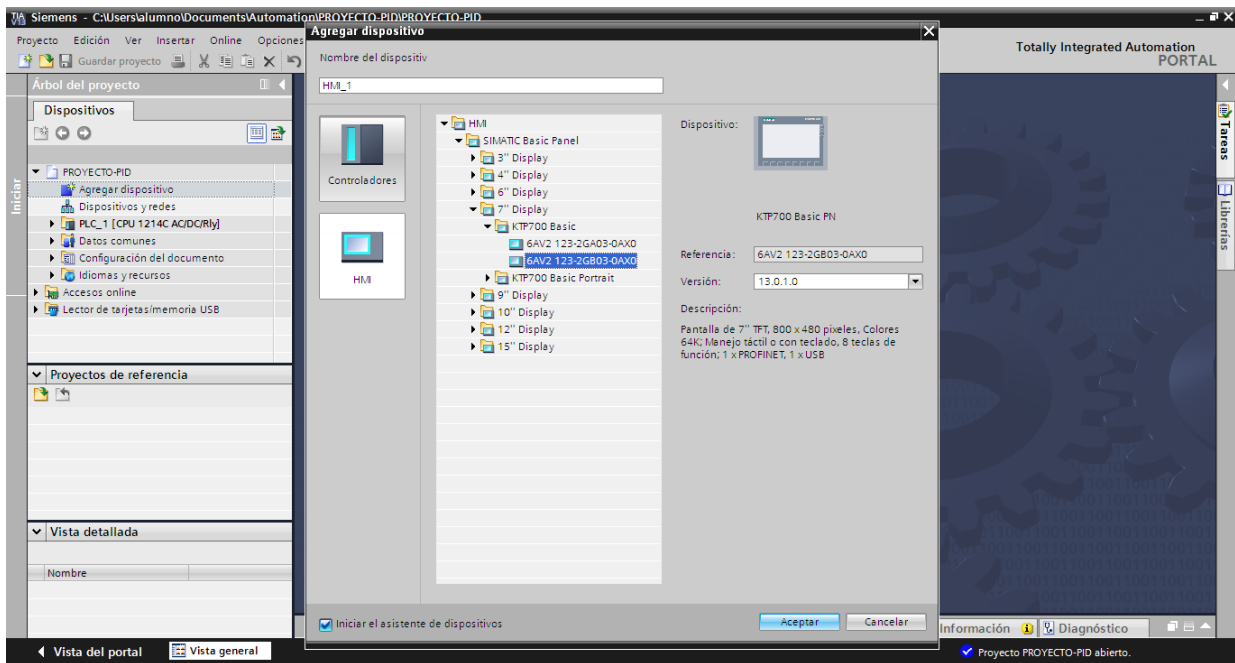 Siemens - C:\Users\alumno\Documents\Automation\PROYECTO-PID\PROYECTO-PID
Proyecto Edición Ver Insertar Online Opciones
Totally Integrated Automation
PORTAL
Guardar proyecto
Árbol del proyecto
Dispositivos
PROYECTO-PID
Agregar dispositivo
Dispositivos y redes
PLC_1 [CPU 1214C AC/DC/Rly]
Datos comunes
Configuración del documento
Idiomas y recursos
Accesos online
Lector de tarjetas/memoria USB
Proyectos de referencia
Vista detallada
Nombre
Iniciar
Agregar dispositivo
Nombre del dispositiv
HMI_1
Controladores
HMI
HMI
SIMATIC Basic Panel
3" Display
4" Display
6" Display
7" Display
KTP700 Basic
6AV2 123-2GA03-0AX0
6AV2 123-2GB03-0AX0
KTP700 Basic Portrait
9" Display
10" Display
12" Display
15" Display
Dispositivo:
KTP700 Basic PN
Referencia: 6AV2 123-2GB03-0AX0
Versión: 13.0.1.0
Descripción:
Pantalla de 7" TFT, 800 x 480 píxeles, Colores
64K; Manejo táctil o con teclado, 8 teclas de
función; 1 x PROFINET, 1 x USB
Iniciar el asistente de dispositivos
Aceptar Cancelar
Tareas
Librerías
Información Diagnóstico
Vista del portal Vista general
Proyecto PROYECTO-PID abierto.